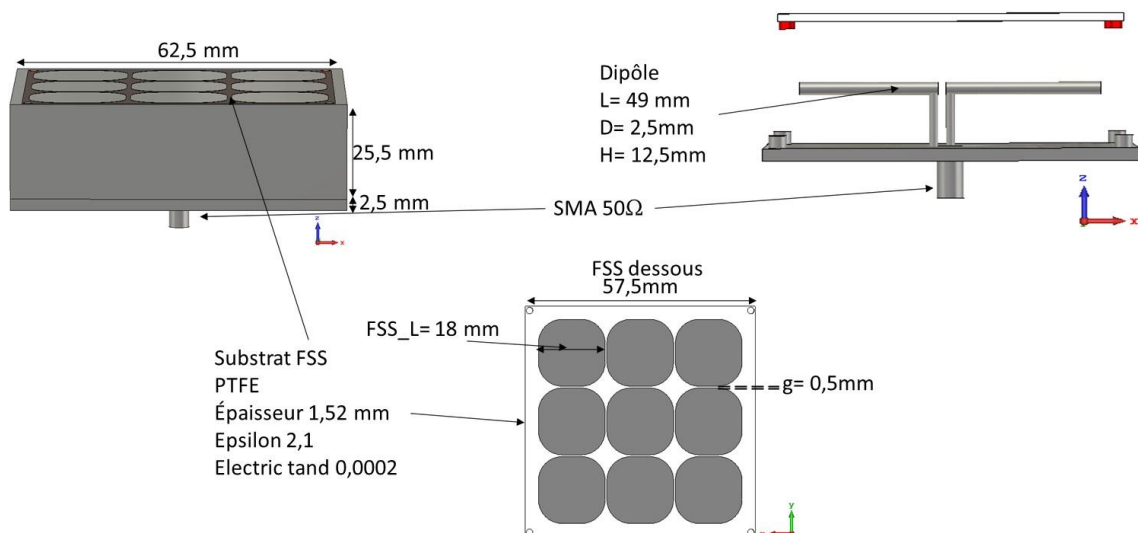 62,5 mm
25,5 mm
2,5 mm
z
x
Dipôle
L= 49 mm
D= 2,5mm
H= 12,5mm
SMA 50Ω
z
x
FSS dessous
57,5mm
FSS_L= 18 mm
g= 0,5mm
Substrat FSS
PTFE
Épaisseur 1,52 mm
Epsilon 2,1
Electric tand 0,0002
y